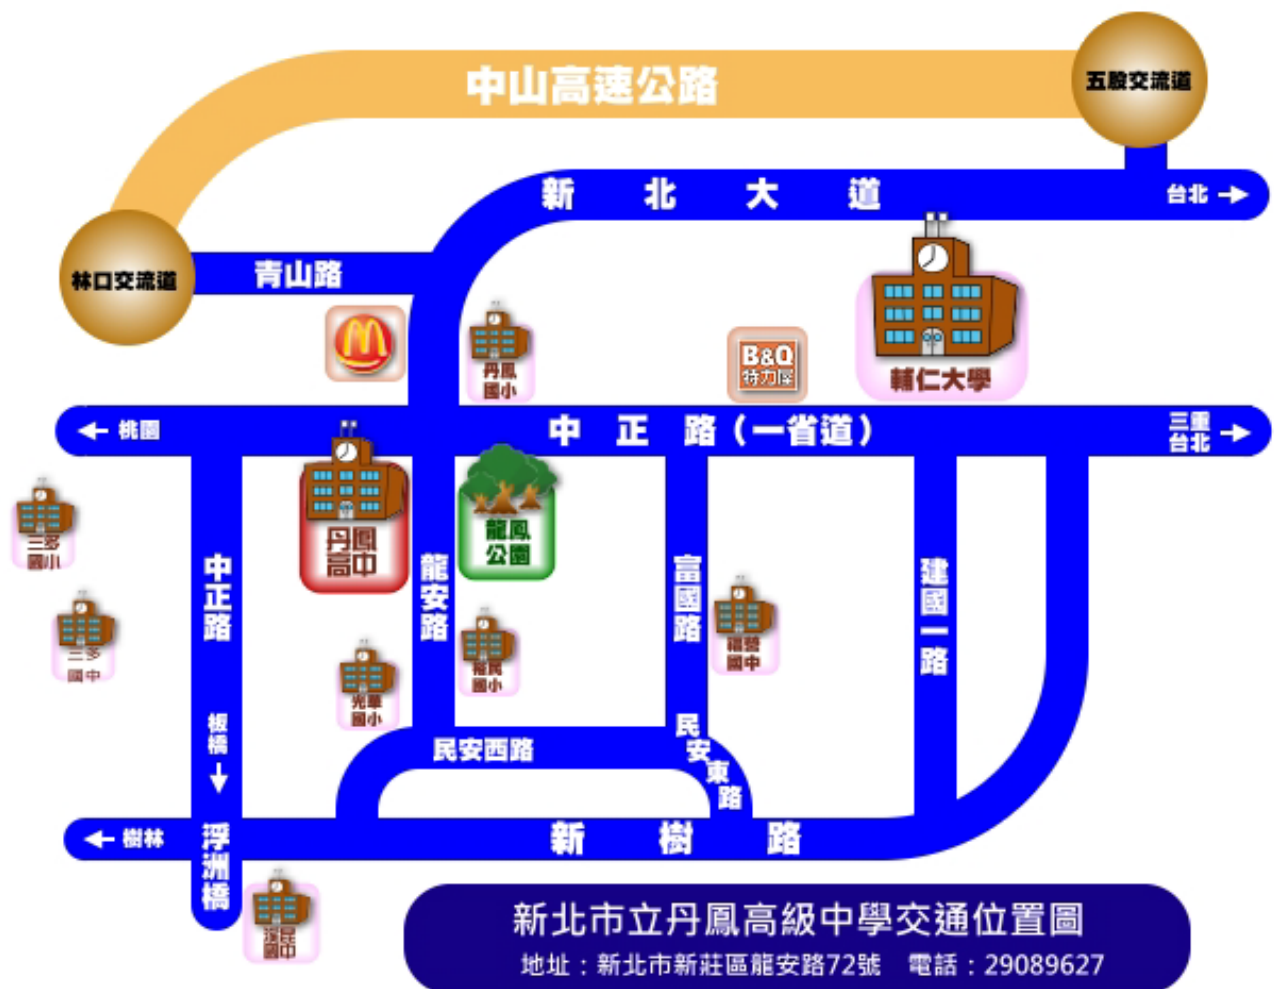 中山高速公路
五股交流道
新北大道
台北
林口交流道
青山路
M
丹鳳
國小
B&Q
特力屋
輔仁大學
桃園
中正路(一省道)
三重
台北
三多
國小
丹鳳
高中
龍鳳
公園
中正路
龍安路
富國路
建國一路
福營
國中
三多
國中
裕民
國小
光華
國小
板橋
民安西路
民安東路
樹林
浮洲橋
新樹路
溪崑
國中
新北市立丹鳳高級中學交通位置圖
地址：新北市新莊區龍安路72號 電話：29089627